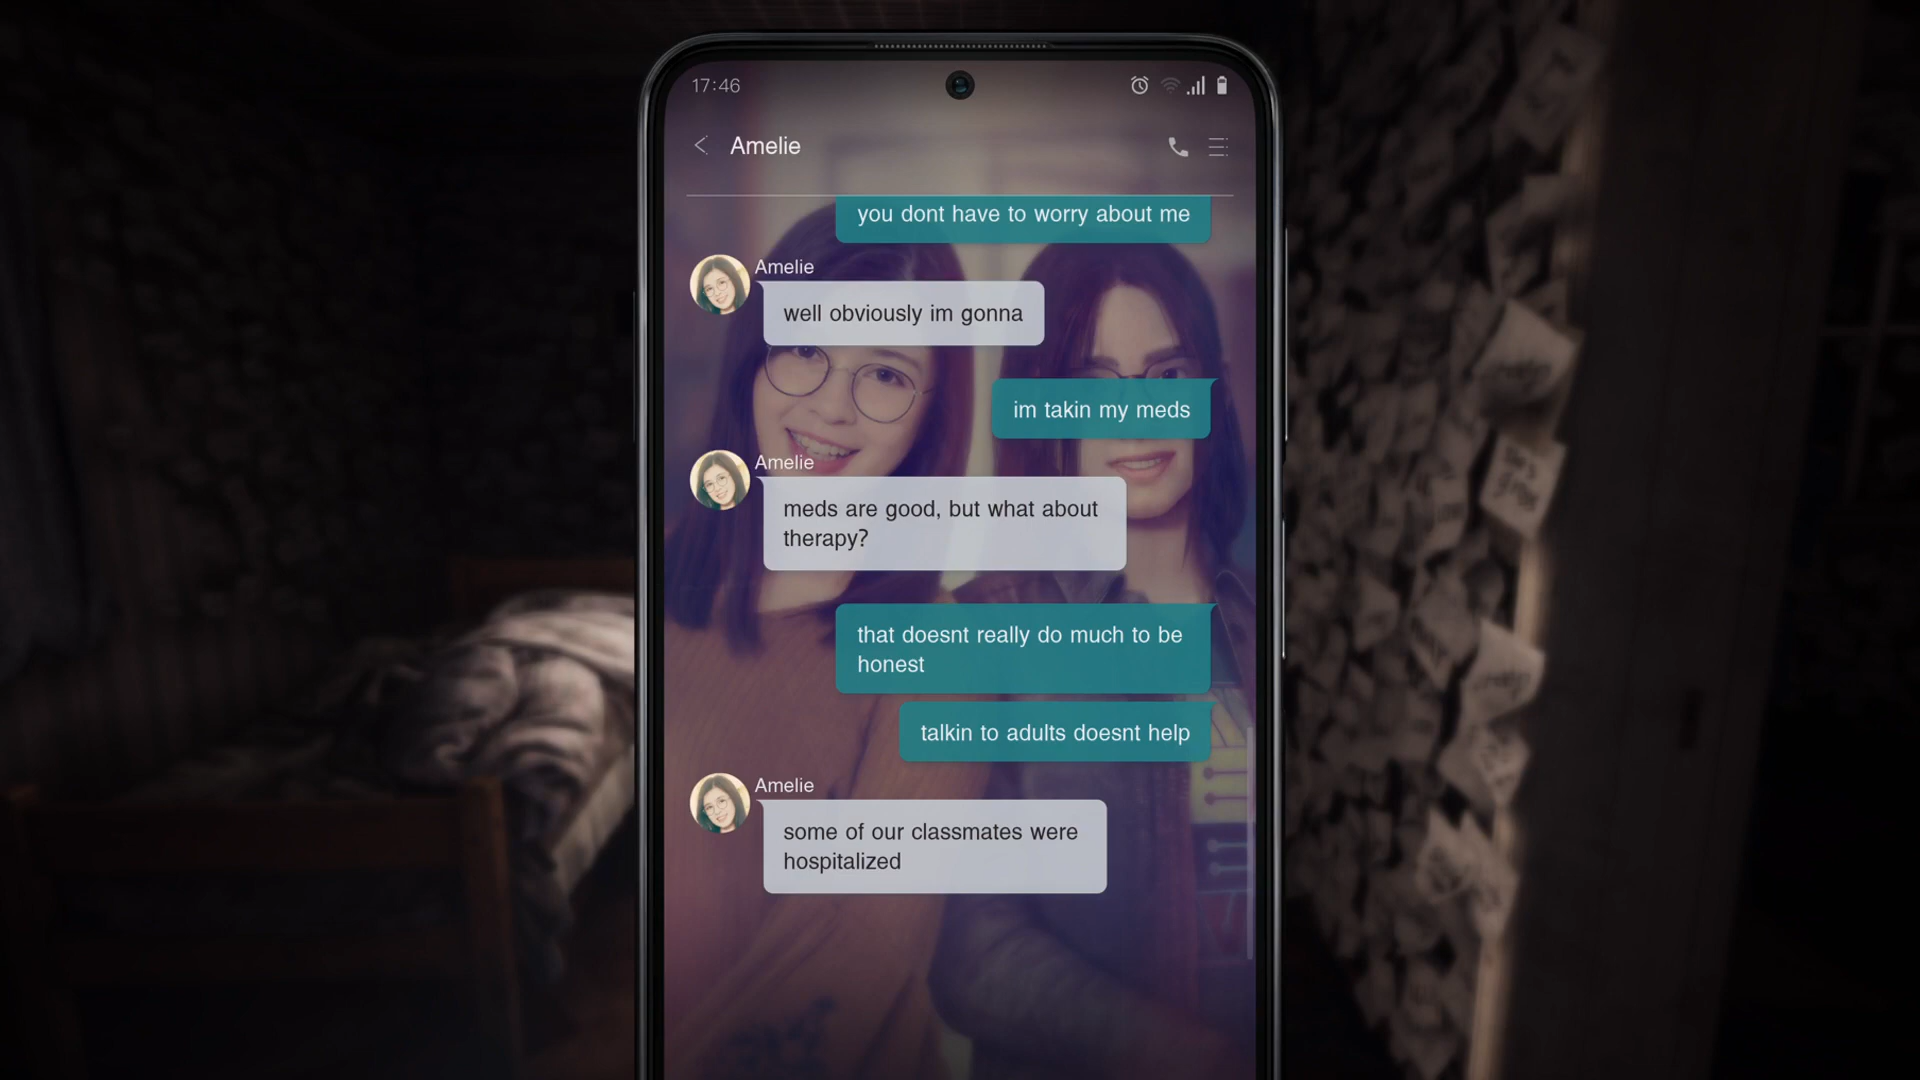 17:46
Amelie
you dont have to worry about me
Amelie
well obviously im gonna
im takin my meds
Amelie
meds are good, but what about
therapy?
that doesnt really do much to be
honest
talkin to adults doesnt help
Amelie
some of our classmates were
hospitalized